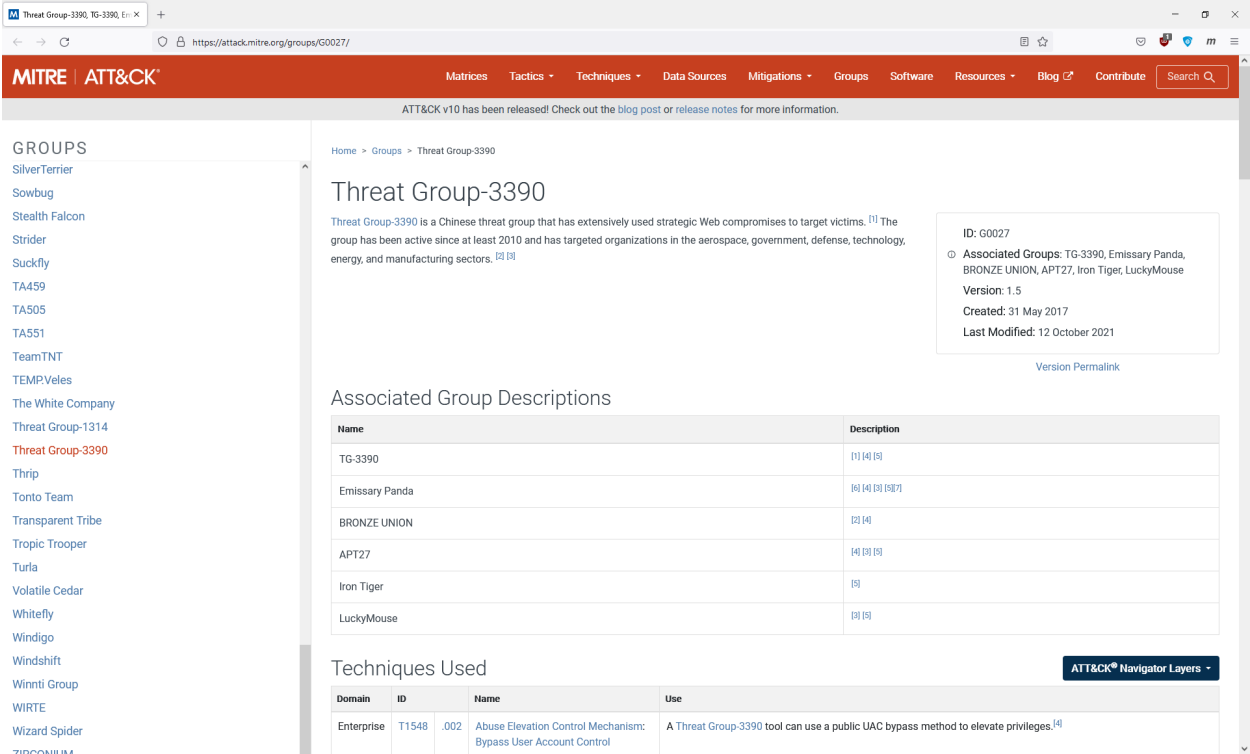 Threat Group-3390, TG-3390, Em
https://attack.mitre.org/groups/G0027/
MITRE | ATT&CK®
Matrices Tactics Techniques Data Sources Mitigations Groups Software Resources Blog Contribute Search
ATT&CK v10 has been released! Check out the blog post or release notes for more information.
GROUPS
SilverTerrier
Sowbug
Stealth Falcon
Strider
Suckfly
TA459
TA505
TA551
TeamTNT
TEMP.Veles
The White Company
Threat Group-1314
Threat Group-3390
Thrip
Tonto Team
Transparent Tribe
Tropic Trooper
Turla
Volatile Cedar
Whitefly
Windigo
Windshift
Winnti Group
WIRTE
Wizard Spider
ZIRCONIUM
Home > Groups > Threat Group-3390
Threat Group-3390
Threat Group-3390 is a Chinese threat group that has extensively used strategic Web compromises to target victims. [1] The
group has been active since at least 2010 and has targeted organizations in the aerospace, government, defense, technology,
energy, and manufacturing sectors. [2] [3]
ID: G0027
Associated Groups: TG-3390, Emissary Panda,
BRONZE UNION, APT27, Iron Tiger, LuckyMouse
Version: 1.5
Created: 31 May 2017
Last Modified: 12 October 2021
Version Permalink
Associated Group Descriptions
Name Description
TG-3390 [1] [4] [5]
Emissary Panda [6] [4] [3] [5][7]
BRONZE UNION [2] [4]
APT27 [4] [3] [5]
Iron Tiger [5]
LuckyMouse [3] [5]
Techniques Used
ATT&CK® Navigator Layers
Domain ID Name Use
Enterprise T1548 .002 Abuse Elevation Control Mechanism: A Threat Group-3390 tool can use a public UAC bypass method to elevate privileges.[4]
Bypass User Account Control